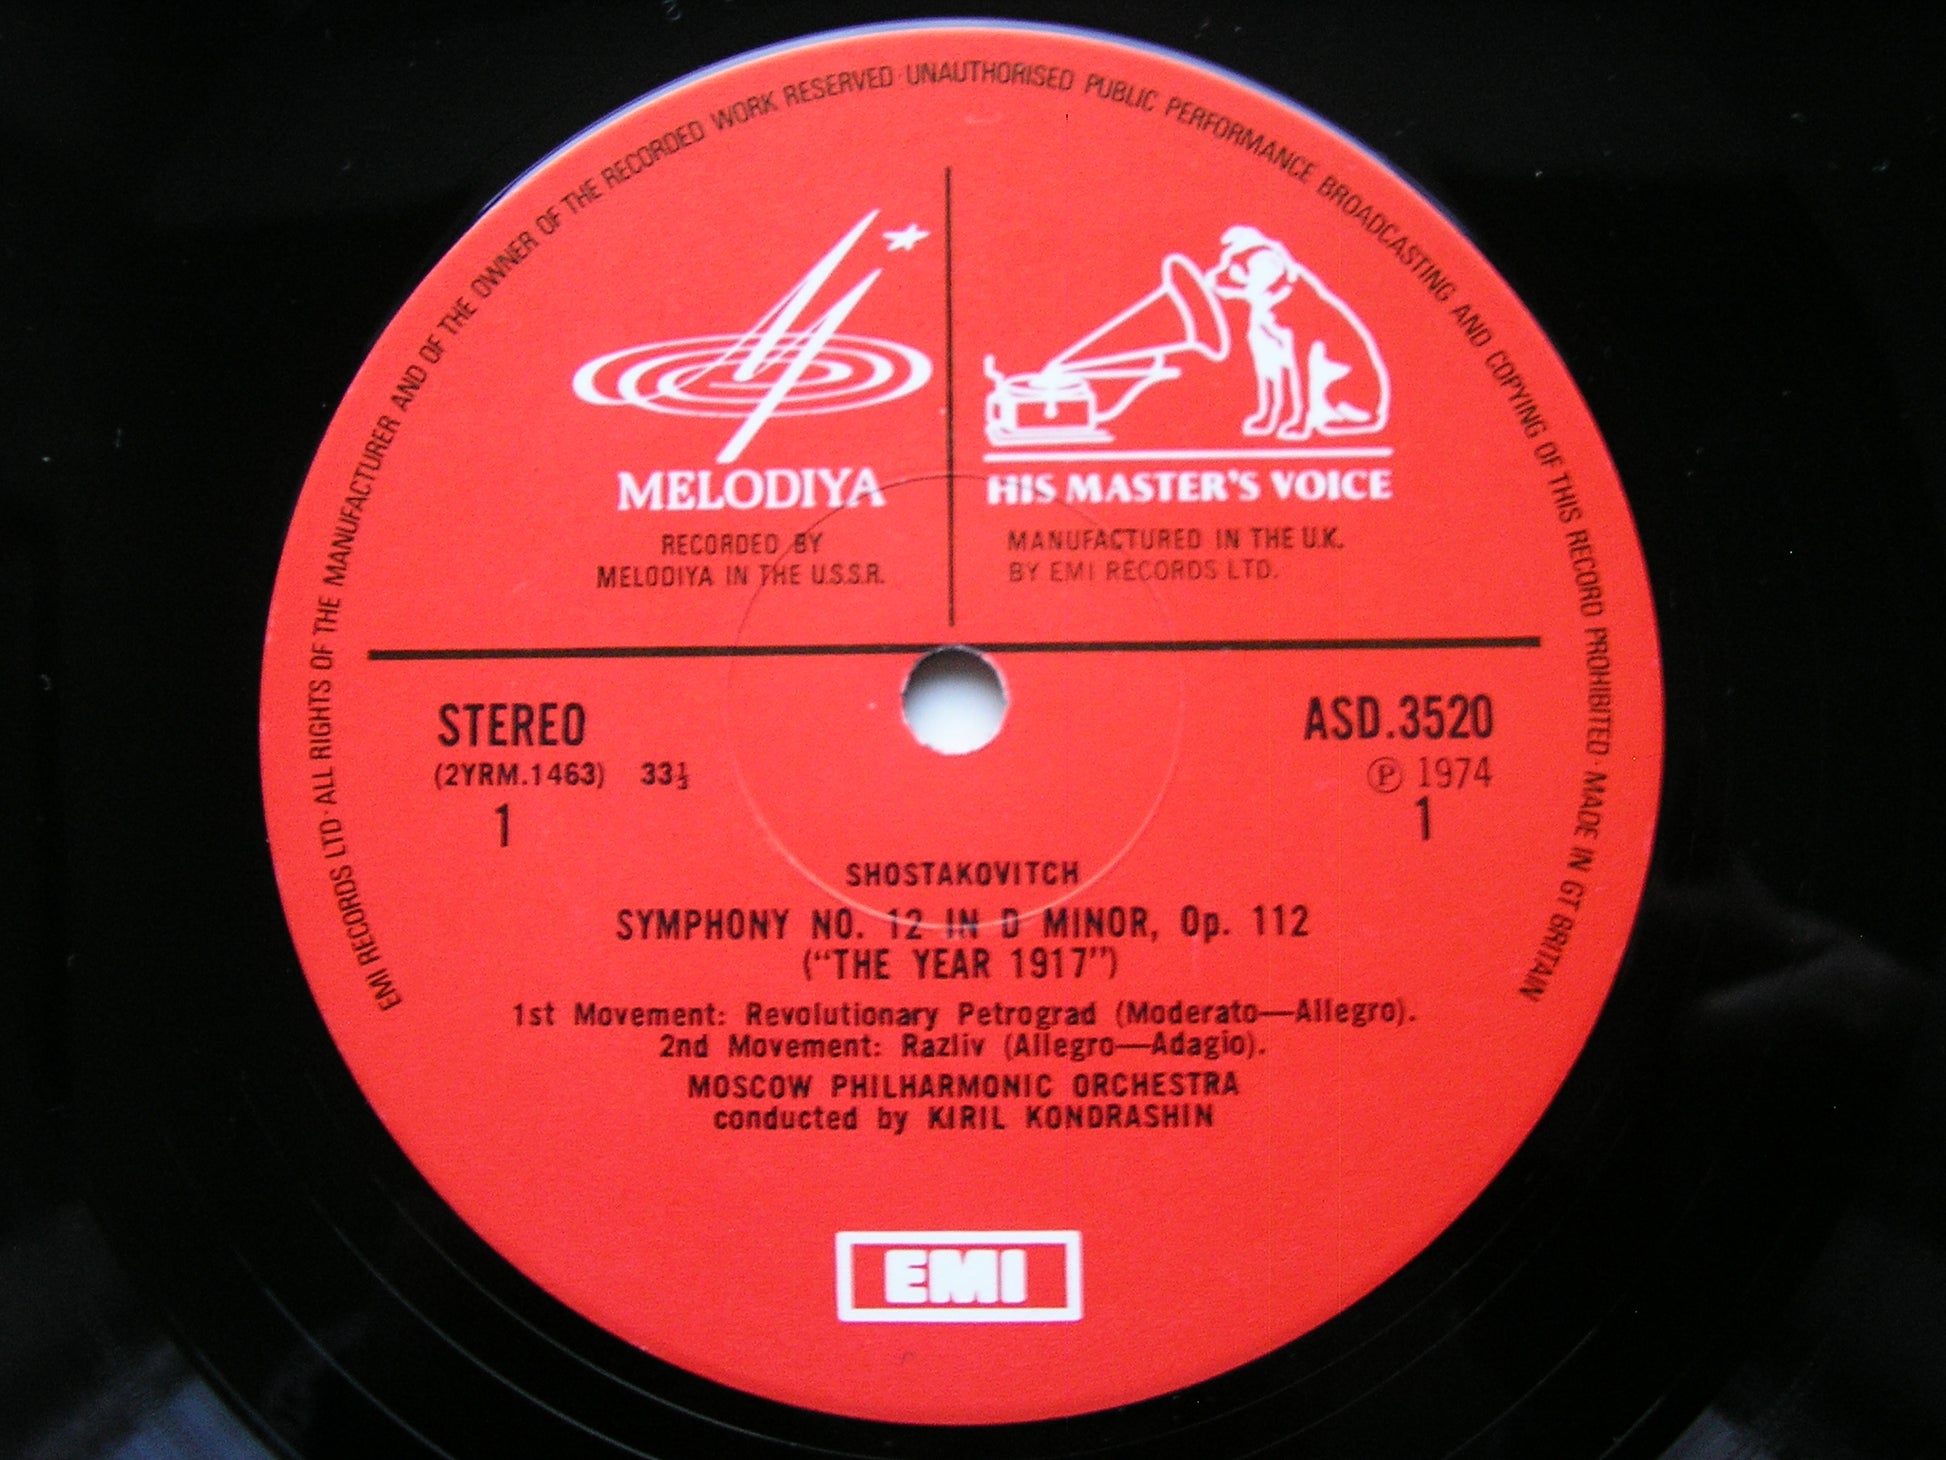 EMI RECORDS LTD · ALL RIGHTS OF THE MANUFACTURER AND OF THE OWNER OF THE RECORDED WORK RESERVED · UNAUTHORISED PUBLIC PERFORMANCE BROADCASTING AND COPYING OF THIS RECORD PROHIBITED · MADE IN GT BRITAIN
MELODIYA
RECORDED BY
MELODIYA IN THE U.S.S.R.
HIS MASTER'S VOICE
MANUFACTURED IN THE U.K.
BY EMI RECORDS LTD.
STEREO
(2YRM.1463) 33⅓
1
ASD.3520
Ⓟ 1974
1
SHOSTAKOVITCH
SYMPHONY NO. 12 IN D MINOR, Op. 112
("THE YEAR 1917")
1st Movement: Revolutionary Petrograd (Moderato—Allegro).
2nd Movement: Razliv (Allegro—Adagio).
MOSCOW PHILHARMONIC ORCHESTRA
conducted by KIRIL KONDRASHIN
EMI